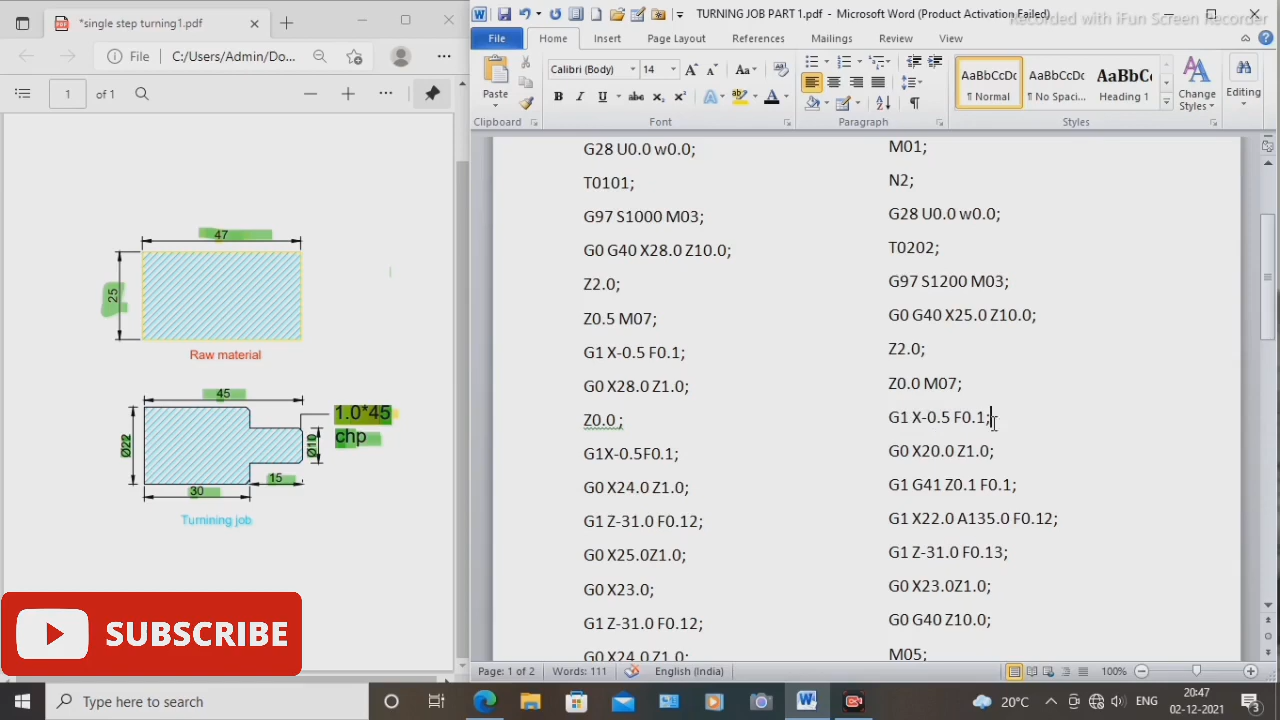 *single step turning1.pdf
File
C:/Users/Admin/Do...
1
of 1
47
25
Raw material
45
1.0*45
chp
Ø22
Ø10
15
30
Turnining job
SUBSCRIBE
TURNING JOB PART 1.pdf - Microsoft Word (Product Activation Failed)
Recorded with iFun Screen Recorder
File
Home
Insert
Page Layout
References
Mailings
Review
View
Paste
Clipboard
Calibri (Body)
14
Font
Paragraph
AaBbCcDc
¶ Normal
AaBbCcDc
¶ No Spaci...
AaBbCc
Heading 1
Styles
Change
Styles
Editing
G28 U0.0 w0.0;
T0101;
G97 S1000 M03;
G0 G40 X28.0 Z10.0;
Z2.0;
Z0.5 M07;
G1 X-0.5 F0.1;
G0 X28.0 Z1.0;
Z0.0 ;
G1X-0.5F0.1;
G0 X24.0 Z1.0;
G1 Z-31.0 F0.12;
G0 X25.0Z1.0;
G0 X23.0;
G1 Z-31.0 F0.12;
G0 X24.0 Z1.0;
M01;
N2;
G28 U0.0 w0.0;
T0202;
G97 S1200 M03;
G0 G40 X25.0 Z10.0;
Z2.0;
Z0.0 M07;
G1 X-0.5 F0.1;
G0 X20.0 Z1.0;
G1 G41 Z0.1 F0.1;
G1 X22.0 A135.0 F0.12;
G1 Z-31.0 F0.13;
G0 X23.0Z1.0;
G0 G40 Z10.0;
M05;
Page: 1 of 2
Words: 111
English (India)
100%
Type here to search
20°C
ENG
20:47
02-12-2021
3